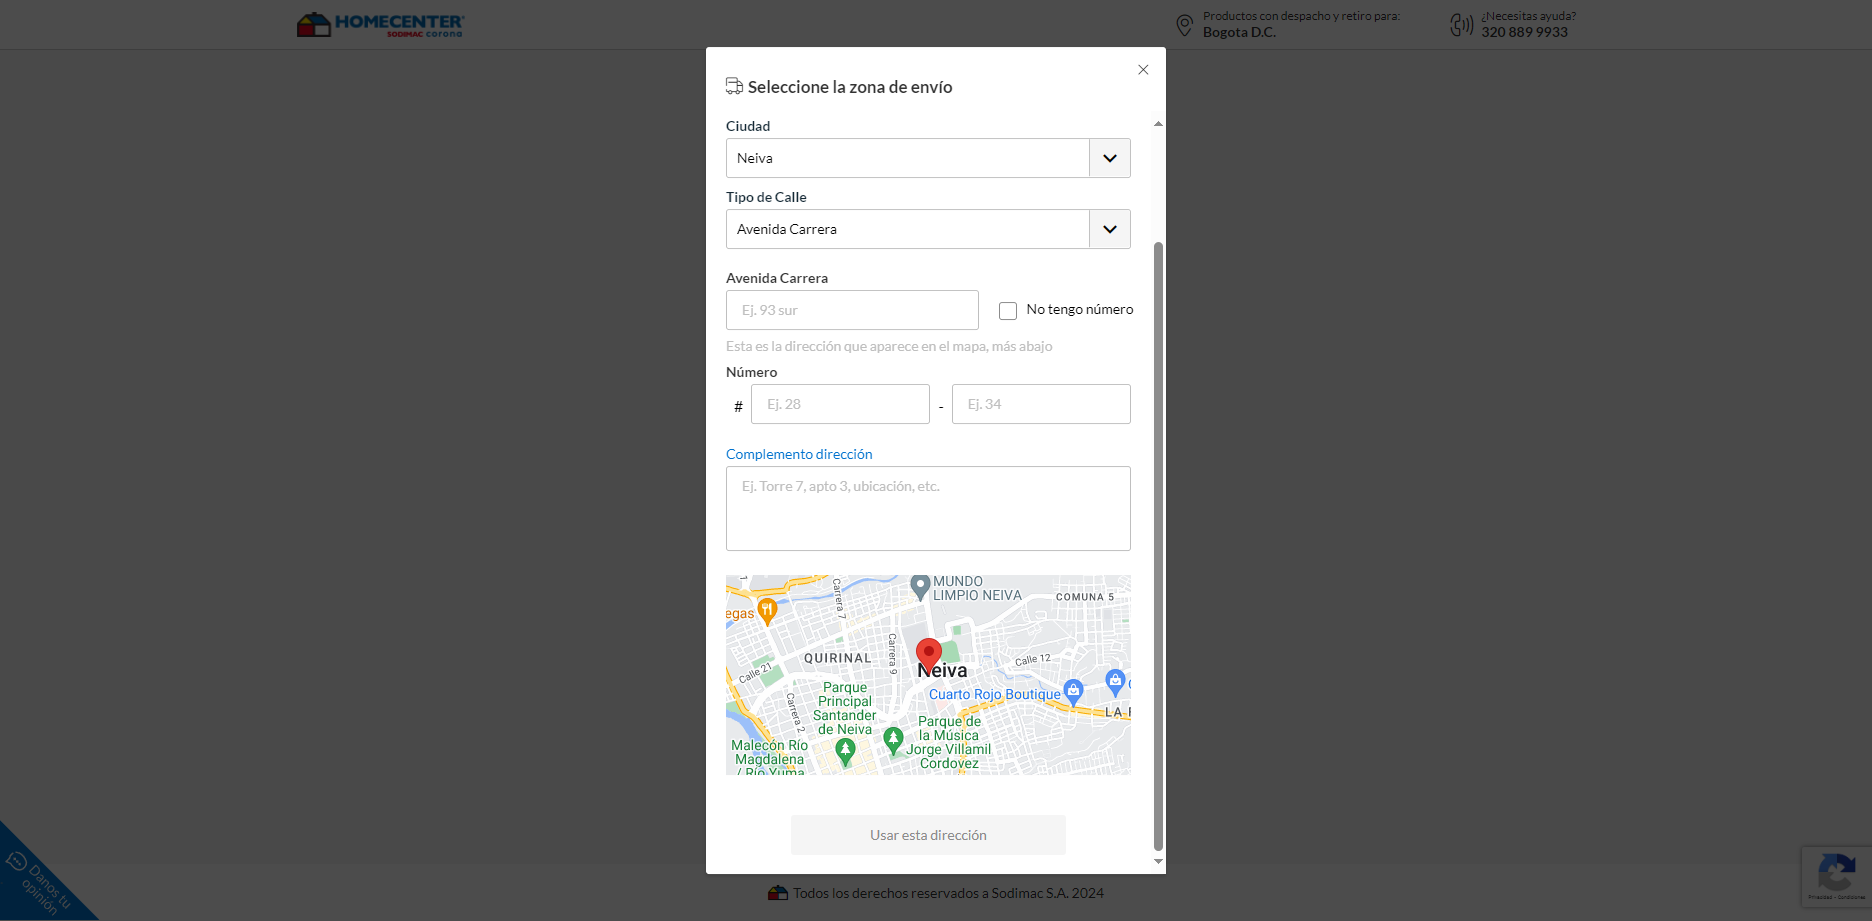 HOMECENTER
SODIMAC corona
Productos con despacho y retiro para:
Bogota D.C.
¿Necesitas ayuda?
320 889 9933
Seleccione la zona de envío
Ciudad
Neiva
Tipo de Calle
Avenida Carrera
Avenida Carrera
Ej. 93 sur
No tengo número
Esta es la dirección que aparece en el mapa, más abajo
Número
# Ej. 28 - Ej. 34
Complemento dirección
Ej. Torre 7, apto 3, ubicación, etc.
MUNDO
LIMPIO NEIVA
COMUNA 5
egas
Carrera 7
Carrera 9
QUIRINAL
Calle 21
Calle 12
Neiva
Cuarto Rojo Boutique
LA
Parque
Principal
Santander
de Neiva
Carrera 2
Parque de
la Música
Jorge Villamil
Cordovez
Malecón Río
Magdalena
/ Río Yuma
Usar esta dirección
Danos tu
opinión
Todos los derechos reservados a Sodimac S.A. 2024
Privacidad - Condiciones